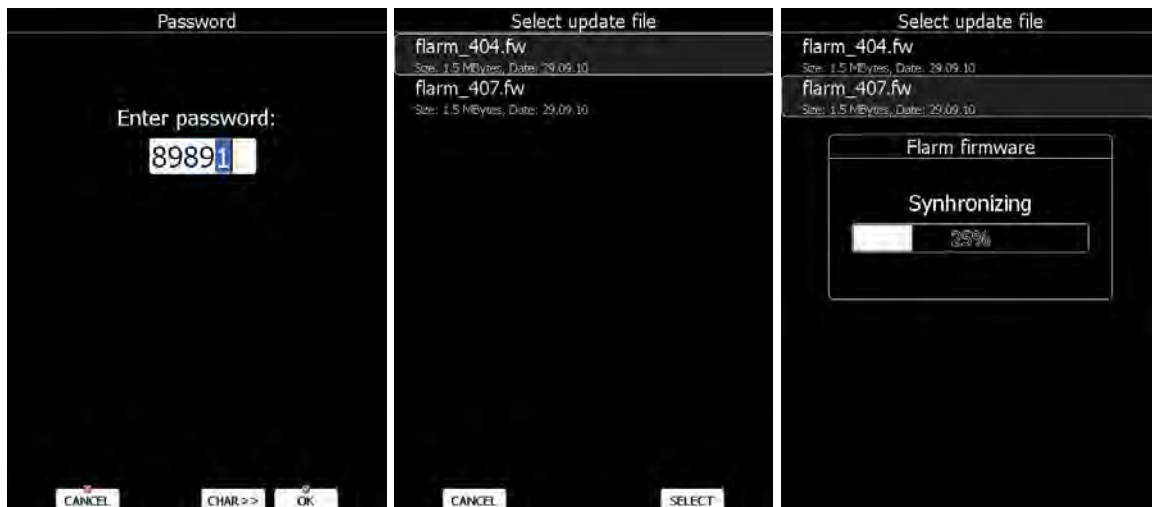 Password
Enter password:
89891
CANCEL
CHAR>>
OK
Select update file
flarm_404.fw
Size: 1.5 MBytes, Date: 29.09.10
flarm_407.fw
Size: 1.5 MBytes, Date: 29.09.10
CANCEL
SELECT
Select update file
flarm_404.fw
Size: 1.5 MBytes, Date: 29.09.10
flarm_407.fw
Size: 1.5 MBytes, Date: 29.09.10
Flarm firmware
Synhronizing
25%